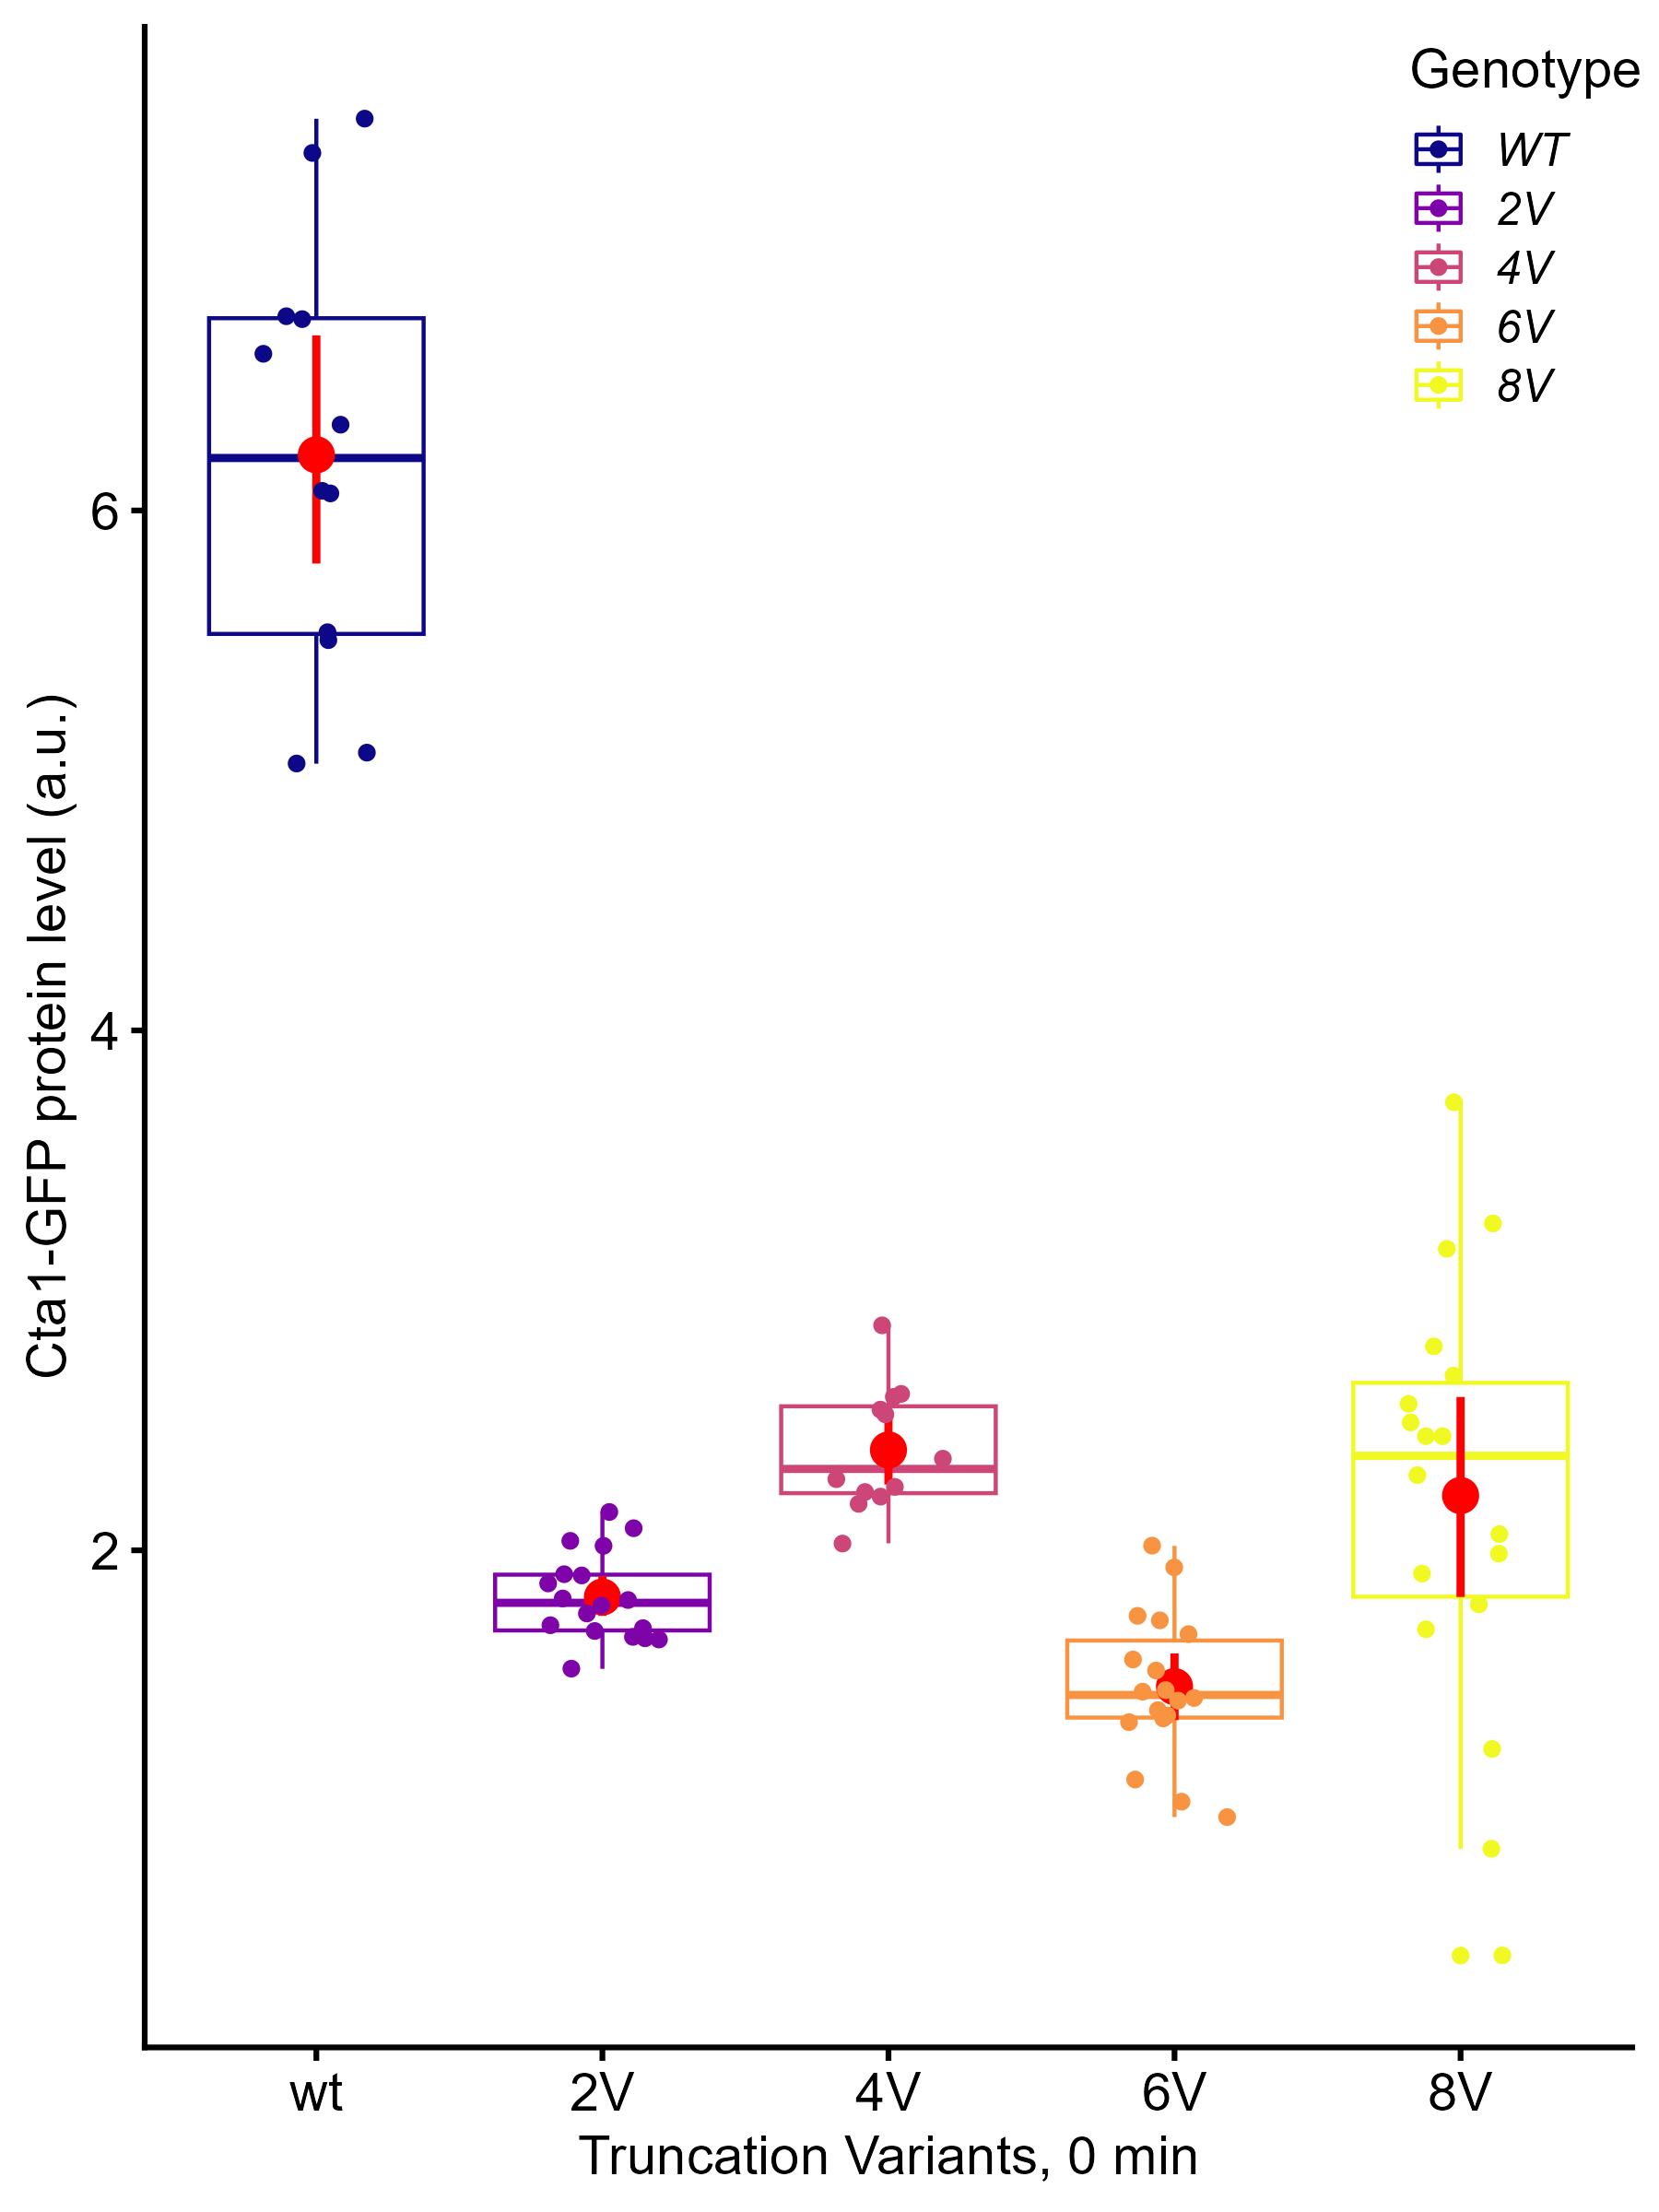 Genotype
WT
2V
4V
6V
8V
Cta1-GFP protein level (a.u.)
6
4
2
wt 2V 4V 6V 8V
Truncation Variants, 0 min